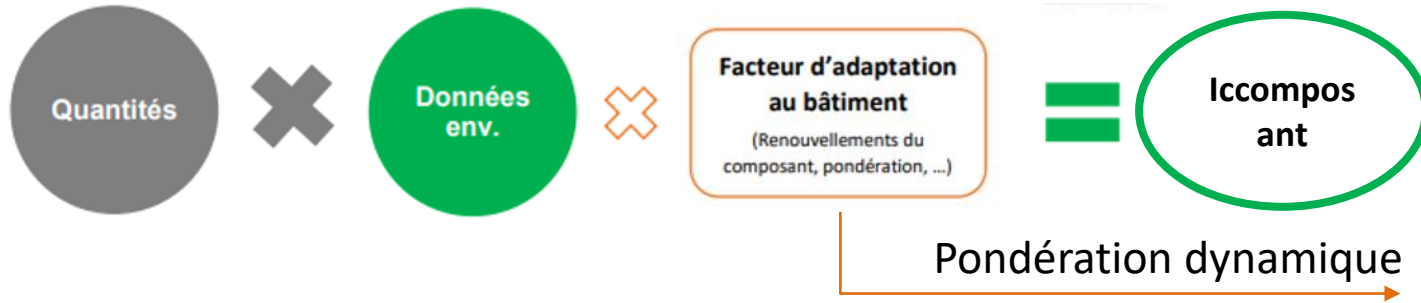 Quantités
Données
env.
Facteur d'adaptation
au bâtiment
(Renouvellements du
composant, pondération, ...)
Iccompos
ant
Pondération dynamique